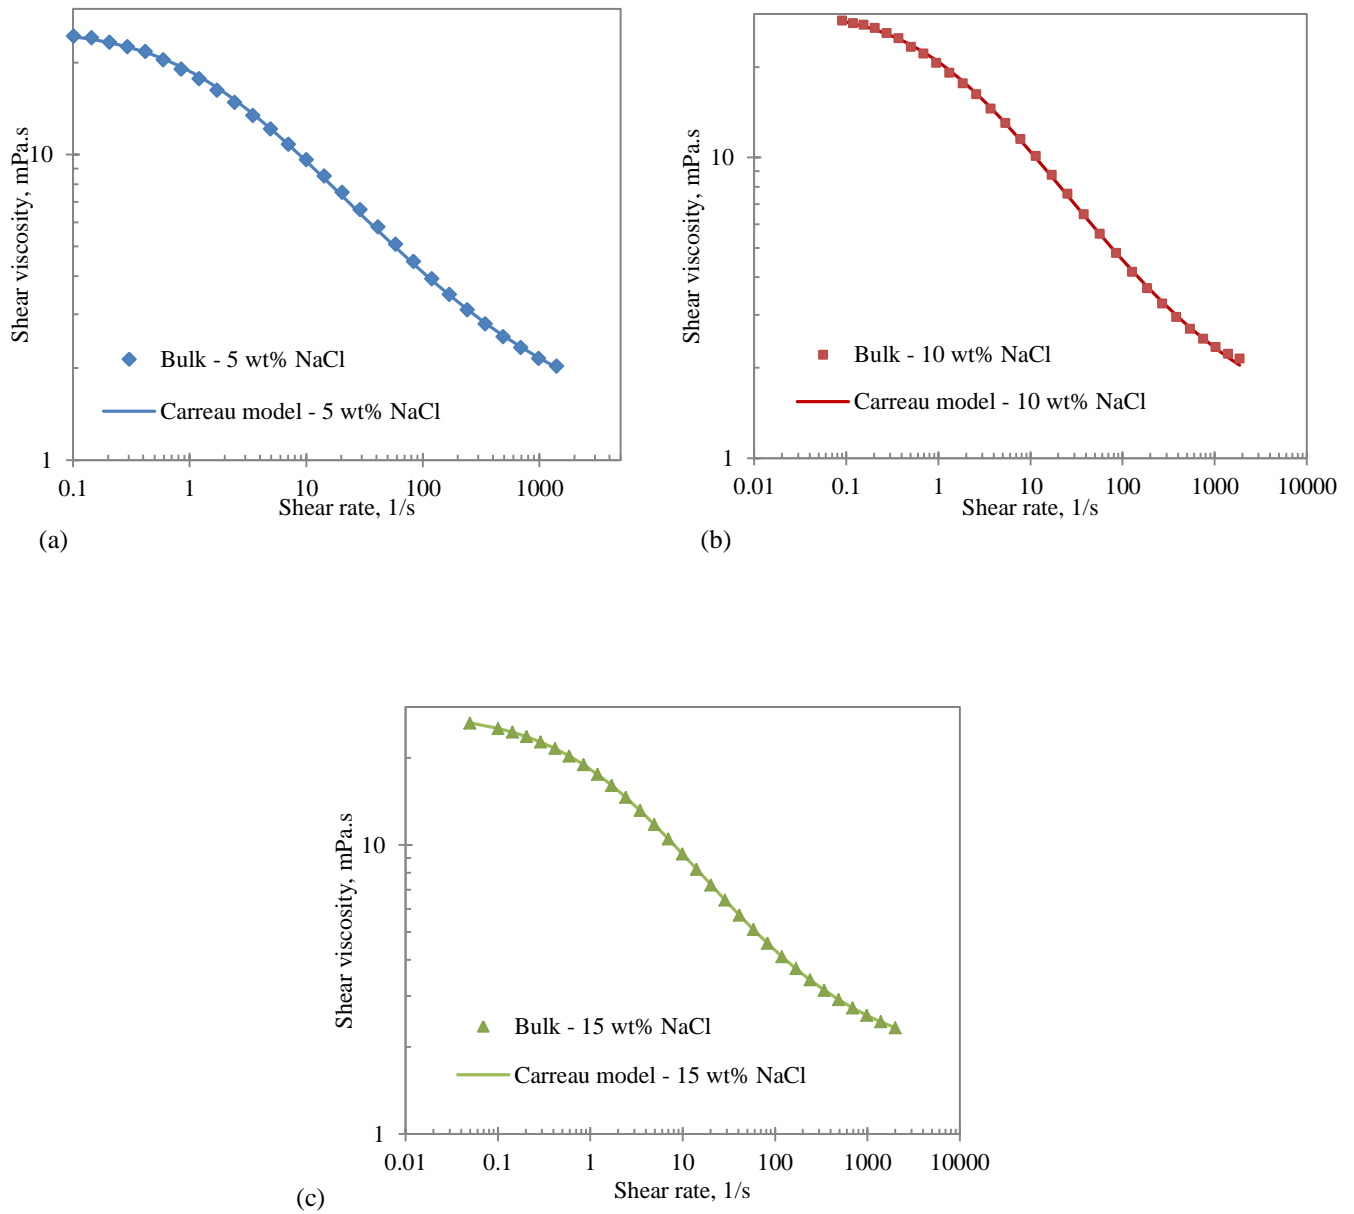 Shear viscosity, mPa.s
10
1
Bulk - 5 wt% NaCl
Carreau model - 5 wt% NaCl
0.1 1 10 100 1000
Shear rate, 1/s
(a)
Shear viscosity, mPa.s
10
1
Bulk - 10 wt% NaCl
Carreau model - 10 wt% NaCl
0.01 0.1 1 10 100 1000 10000
Shear rate, 1/s
(b)
Shear viscosity, mPa.s
10
1
Bulk - 15 wt% NaCl
Carreau model - 15 wt% NaCl
0.01 0.1 1 10 100 1000 10000
Shear rate, 1/s
(c)